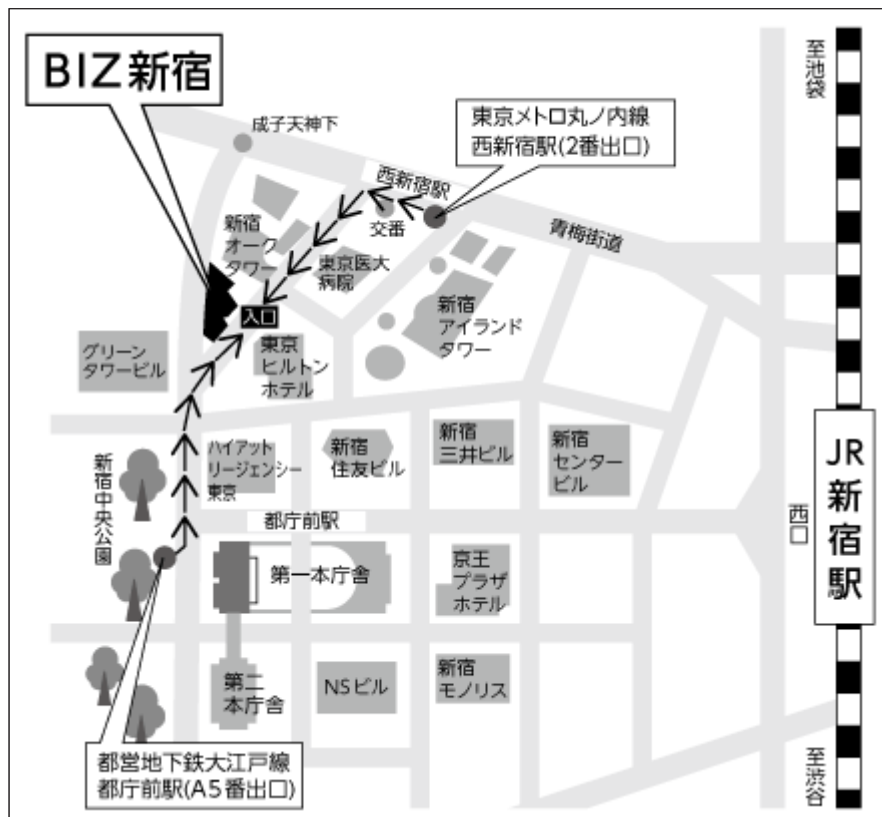 BIZ新宿
成子天神下
東京メトロ丸ノ内線
西新宿駅(2番出口)
至池袋
西新宿駅
交番
青梅街道
新宿
オーク
タワー
東京医大
病院
新宿
アイランド
タワー
入口
グリーン
タワービル
東京
ヒルトン
ホテル
新宿中央公園
ハイアット
リージェンシー
東京
新宿
住友ビル
新宿
三井ビル
新宿
センター
ビル
JR新宿駅
西口
都庁前駅
第一本庁舎
京王
プラザ
ホテル
第二
本庁舎
NSビル
新宿
モノリス
都営地下鉄大江戸線
都庁前駅(A5番出口)
至渋谷